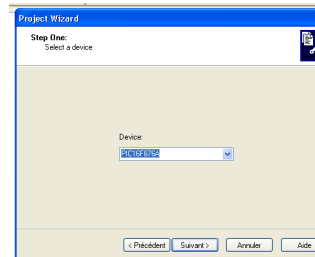 Project Wizard
Step One:
Select a device
Device:
PIC16F876A
< Précédent Suivant > Annuler Aide